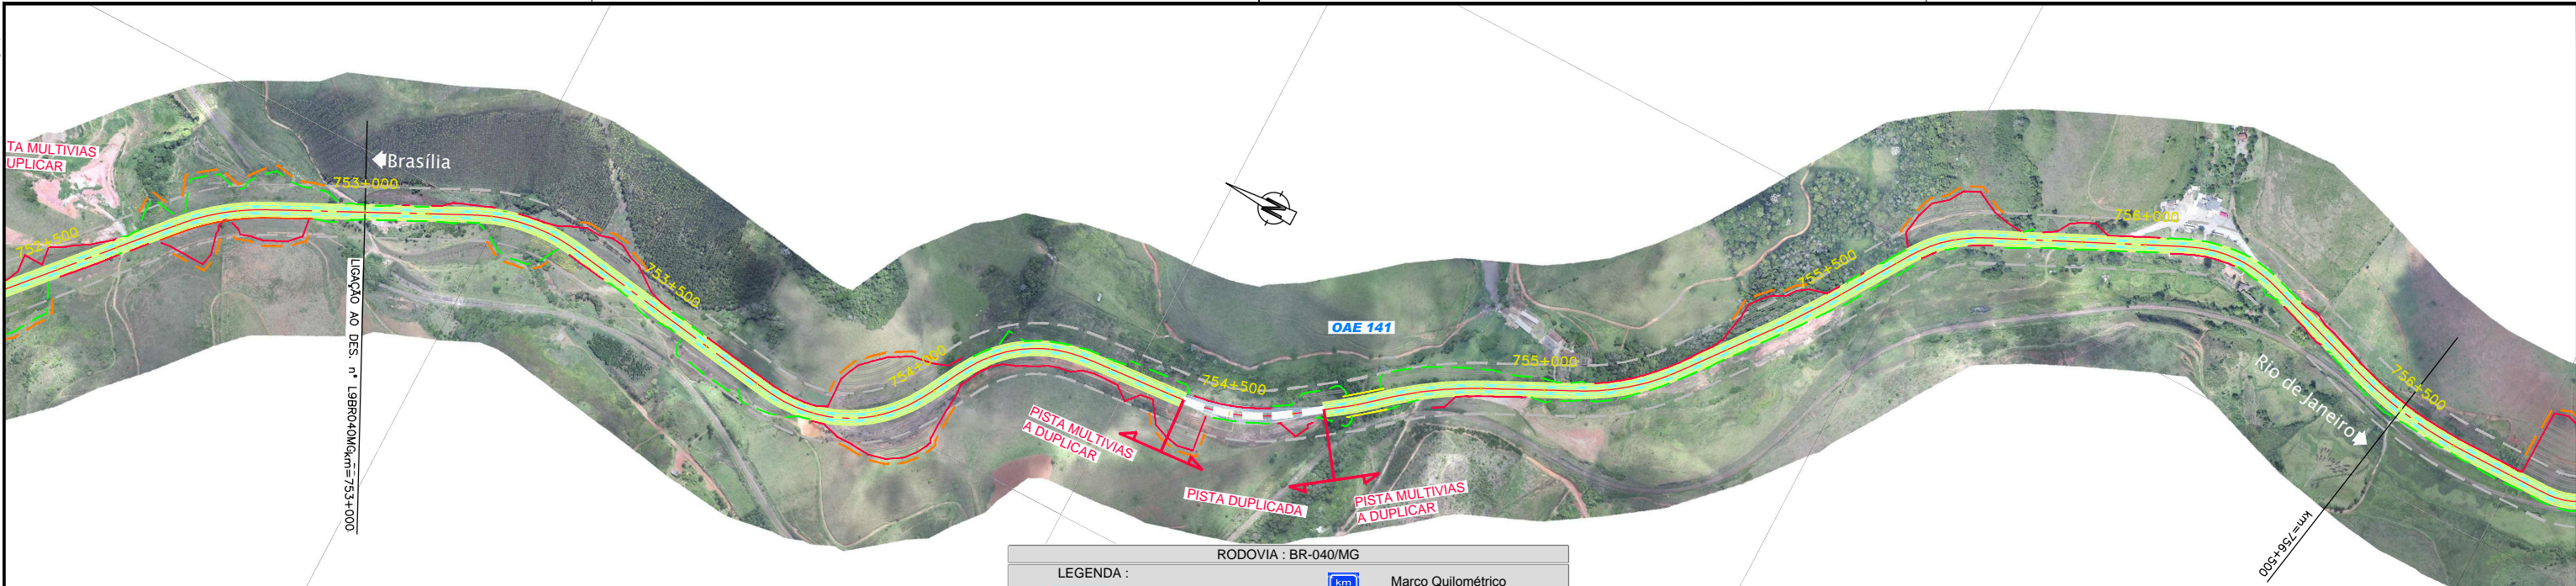 TA MULTIVIAS
UPLICAR
752+500
Brasília
753+000
LIGAÇÃO AO DES. n° L9BR040MG
km=753+000
753+500
754+000
PISTA MULTIVIAS
A DUPLICAR
754+500
PISTA DUPLICADA
OAE 141
PISTA MULTIVIAS
A DUPLICAR
N
755+000
755+500
756+000
Rio de Janeiro
756+500
km=756+500
RODOVIA : BR-040/MG
LEGENDA :
km
Marco Quilométrico